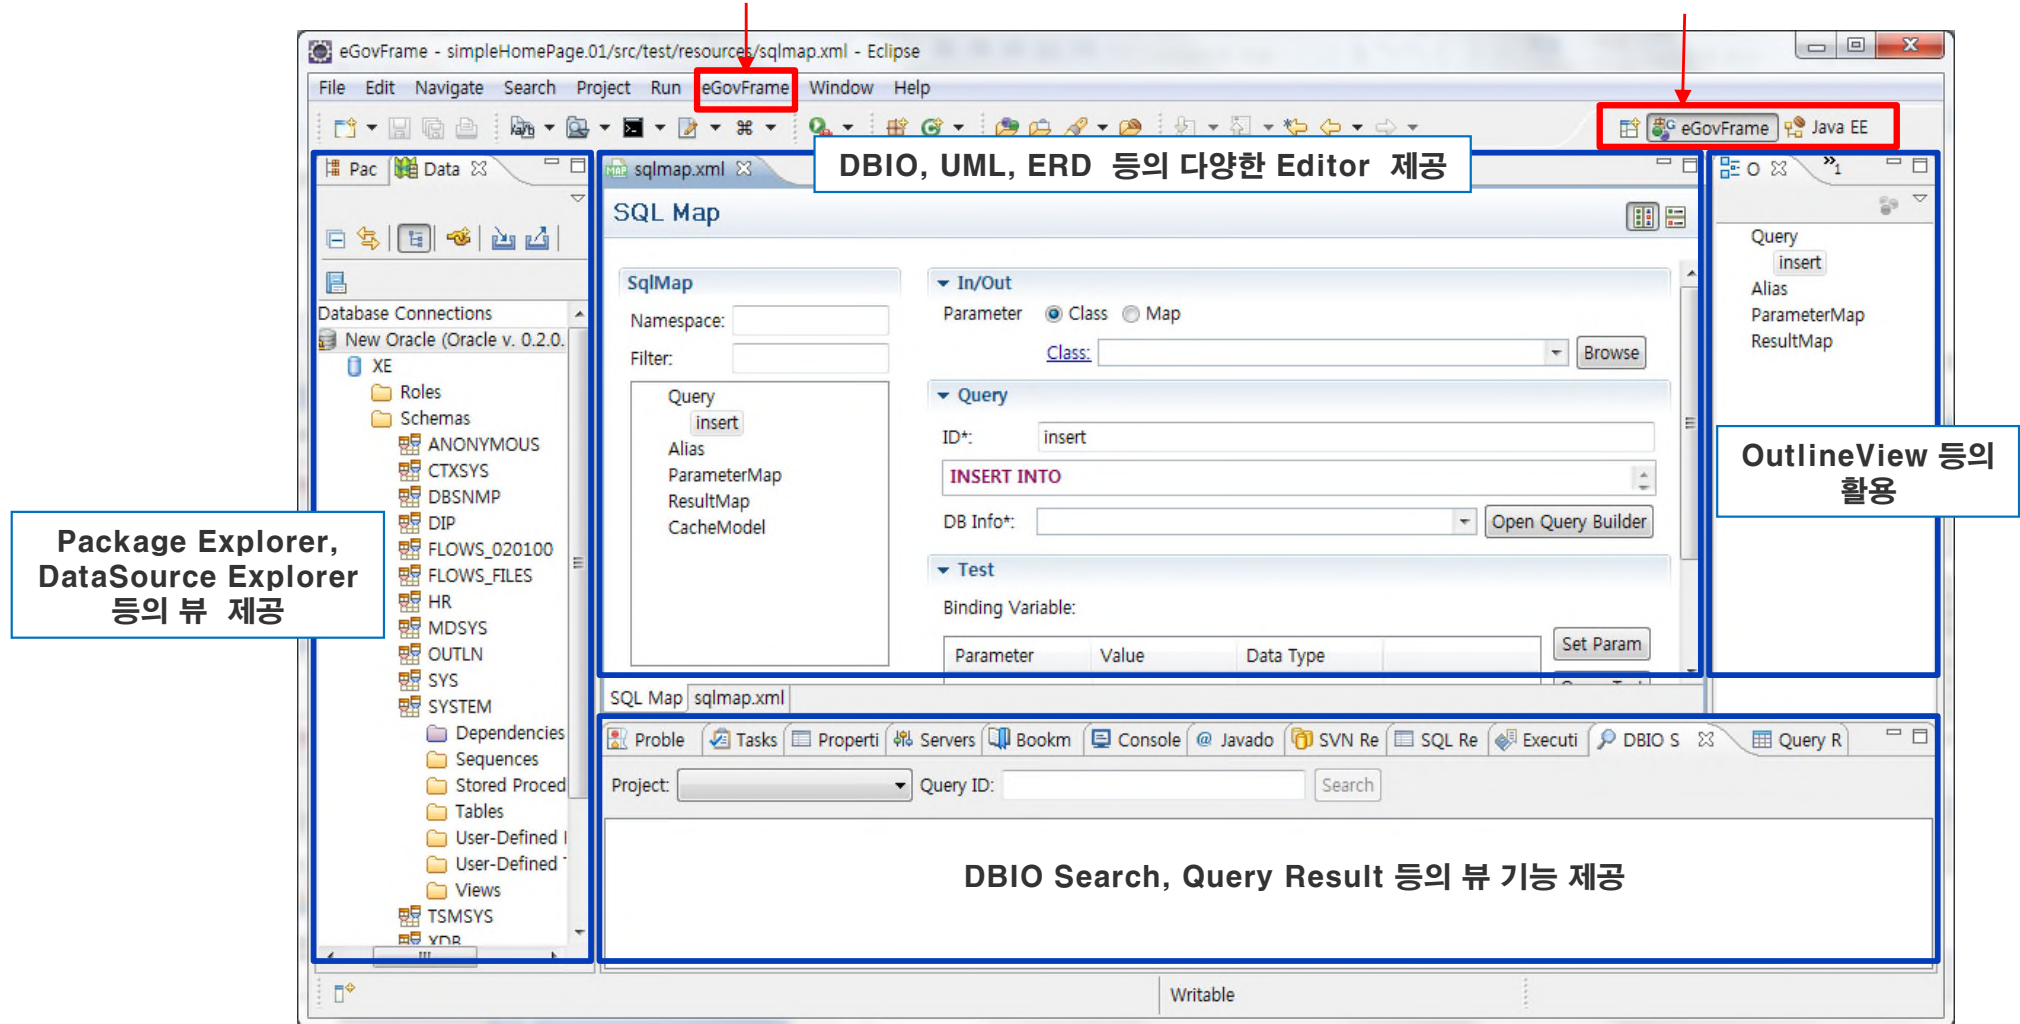 eGovFrame - simpleHomePage.01/src/test/resources/sqlmap.xml - Eclipse
File Edit Navigate Search Project Run eGovFrame Window Help
eGovFrame Java EE
Pac Data
sqlmap.xml
DBIO, UML, ERD 등의 다양한 Editor 제공
O
SQL Map
Database Connections
New Oracle (Oracle v. 0.2.0.
XE
Roles
Schemas
ANONYMOUS
CTXSYS
DBSNMP
DIP
FLOWS_020100
FLOWS_FILES
HR
MDSYS
OUTLN
SYS
SYSTEM
Dependencies
Sequences
Stored Proced
Tables
User-Defined
User-Defined
Views
TSMSYS
XDB
Package Explorer,
DataSource Explorer
등의 뷰 제공
SqlMap
Namespace:
Filter:
Query
insert
Alias
ParameterMap
ResultMap
CacheModel
In/Out
Parameter Class Map
Class: Browse
Query
ID*: insert
INSERT INTO
DB Info*: Open Query Builder
Test
Binding Variable:
Parameter Value Data Type Set Param
SQL Map sqlmap.xml
Query
insert
Alias
ParameterMap
ResultMap
OutlineView 등의
활용
Proble Tasks Properti Servers Bookm Console Javado SVN Re SQL Re Executi DBIO S Query R
Project: Query ID: Search
DBIO Search, Query Result 등의 뷰 기능 제공
Writable